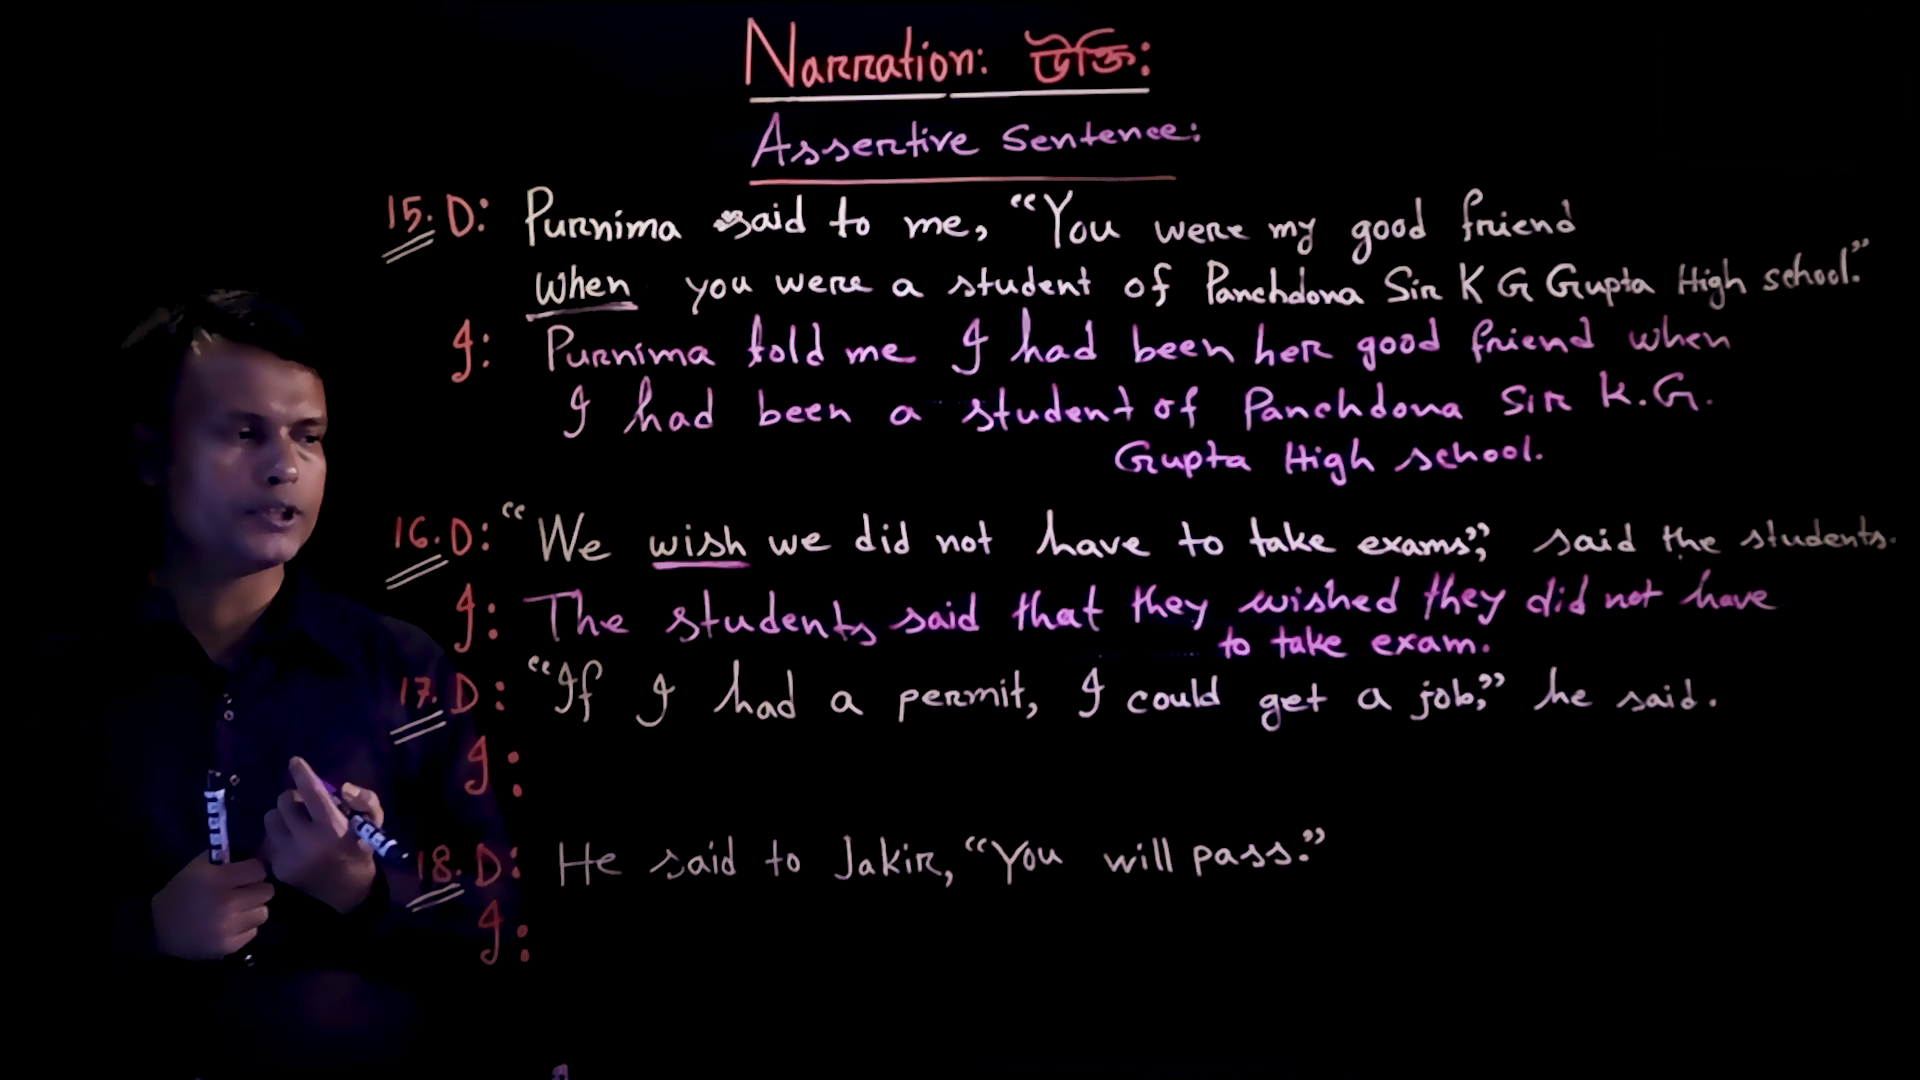 Narration: উক্তি:
Assertive Sentence:
15. D: Purnima said to me, “You were my good friend
when you were a student of Panchdona Sir K G Gupta High school.”
I: Purnima told me I had been her good friend when
I had been a student of Panchdona Sir K.G.
Gupta High school.
16. D: “We wish we did not have to take exams,” said the students.
I: The students said that they wished they did not have
to take exam.
17. D: “If I had a permit, I could get a job,” he said.
I:
18. D: He said to Jakir, “You will pass.”
I: